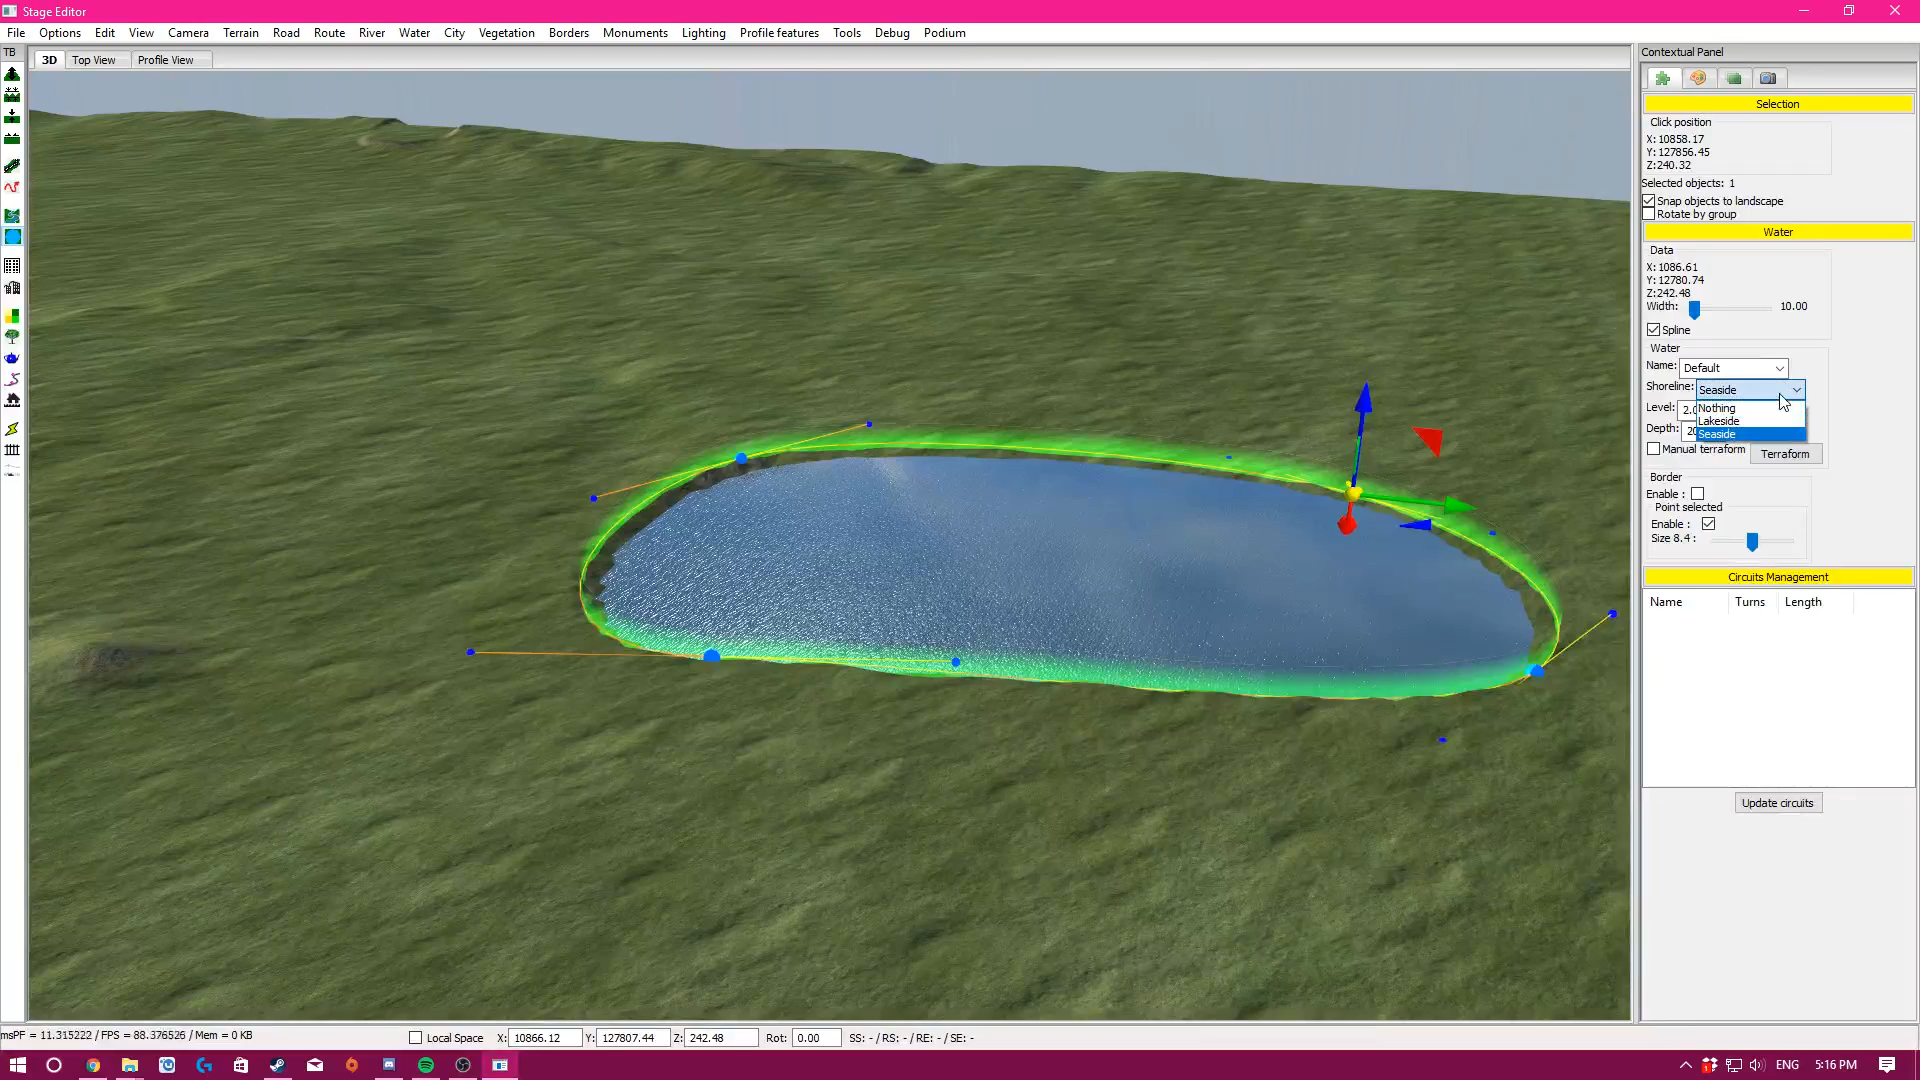 Stage Editor
File Options Edit View Camera Terrain Road Route River Water City Vegetation Borders Monuments Lighting Profile features Tools Debug Podium
TB
3D Top View Profile View
Contextual Panel
Selection
Click position
X:10858.17
Y:127856.45
Z:240.32
Selected objects: 1
Snap objects to landscape
Rotate by group
Water
Data
X:1086.61
Y:12780.74
Z:242.48
Width: 10.00
Spline
Water
Name: Default
Shoreline: Seaside
Nothing
Lakeside
Seaside
Level: 2.0
Depth:
Manual terraform Terraform
Border
Enable :
Point selected
Enable :
Size 8.4 :
Circuits Management
Name Turns Length
Update circuits
msPF = 11.315222 / FPS = 88.376526 / Mem = 0 KB
Local Space X: 10866.12 Y: 127807.44 Z: 242.48 Rot: 0.00 SS: - / RS: - / RE: - / SE: -
ENG 5:16 PM